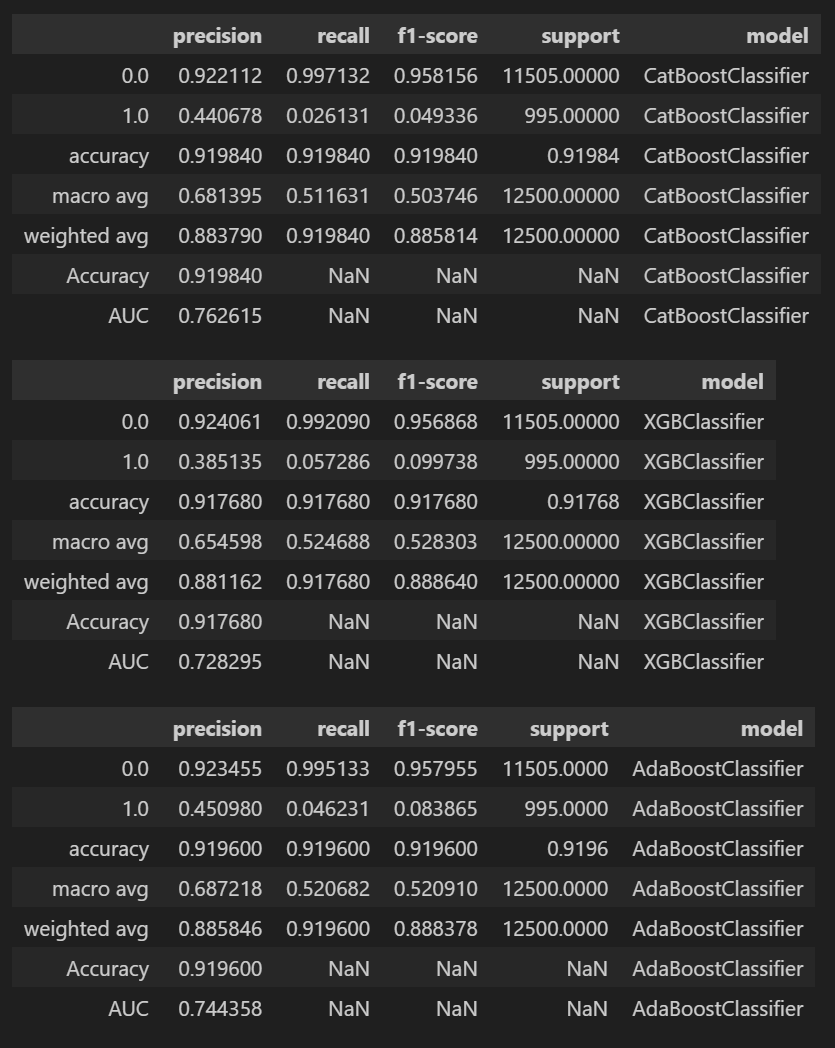 precision recall f1-score support model
0.0 0.922112 0.997132 0.958156 11505.00000 CatBoostClassifier
1.0 0.440678 0.026131 0.049336 995.00000 CatBoostClassifier
accuracy 0.919840 0.919840 0.919840 0.91984 CatBoostClassifier
macro avg 0.681395 0.511631 0.503746 12500.00000 CatBoostClassifier
weighted avg 0.883790 0.919840 0.885814 12500.00000 CatBoostClassifier
Accuracy 0.919840 NaN NaN NaN CatBoostClassifier
AUC 0.762615 NaN NaN NaN CatBoostClassifier
precision recall f1-score support model
0.0 0.924061 0.992090 0.956868 11505.00000 XGBClassifier
1.0 0.385135 0.057286 0.099738 995.00000 XGBClassifier
accuracy 0.917680 0.917680 0.917680 0.91768 XGBClassifier
macro avg 0.654598 0.524688 0.528303 12500.00000 XGBClassifier
weighted avg 0.881162 0.917680 0.888640 12500.00000 XGBClassifier
Accuracy 0.917680 NaN NaN NaN XGBClassifier
AUC 0.728295 NaN NaN NaN XGBClassifier
precision recall f1-score support model
0.0 0.923455 0.995133 0.957955 11505.0000 AdaBoostClassifier
1.0 0.450980 0.046231 0.083865 995.0000 AdaBoostClassifier
accuracy 0.919600 0.919600 0.919600 0.9196 AdaBoostClassifier
macro avg 0.687218 0.520682 0.520910 12500.0000 AdaBoostClassifier
weighted avg 0.885846 0.919600 0.888378 12500.0000 AdaBoostClassifier
Accuracy 0.919600 NaN NaN NaN AdaBoostClassifier
AUC 0.744358 NaN NaN NaN AdaBoostClassifier